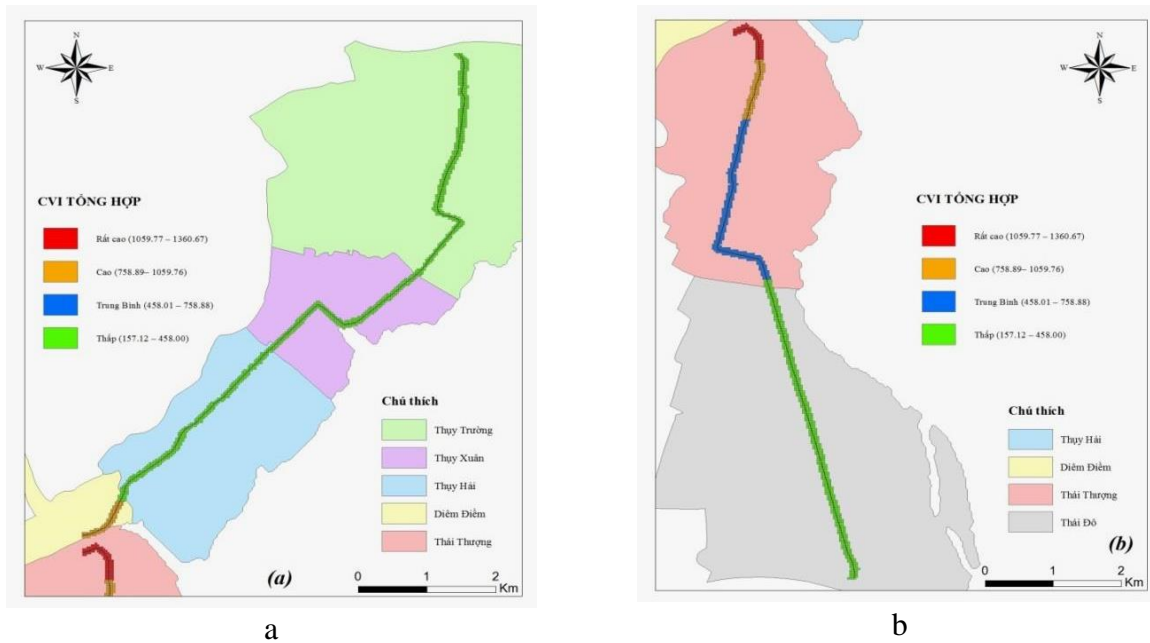 N
W E
S
CVI TỔNG HỢP
Rất cao (1059.77 – 1360.67)
Cao (758.89– 1059.76)
Trung Bình (458.01 – 758.88)
Thấp (157.12 – 458.00)
Chú thích
Thụy Trường
Thụy Xuân
Thụy Hải
Diêm Điền
Thái Thượng
(a)
0 1 2
Km
a
N
W E
S
CVI TỔNG HỢP
Rất cao (1059.77 – 1360.67)
Cao (758.89– 1059.76)
Trung Bình (458.01 – 758.88)
Thấp (157.12 – 458.00)
Chú thích
Thụy Hải
Diêm Điền
Thái Thượng
Thái Đô
(b)
0 1 2
Km
b